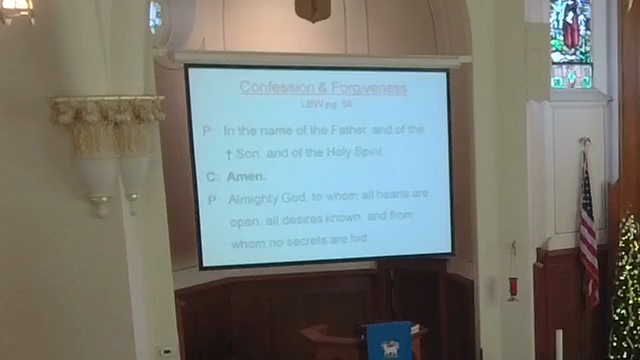 Confession & Forgiveness
LBW pg. 56
P: In the name of the Father, and of the
† Son, and of the Holy Spirit.
C: Amen.
P: Almighty God, to whom all hearts are
open, all desires known, and from
whom no secrets are hid: